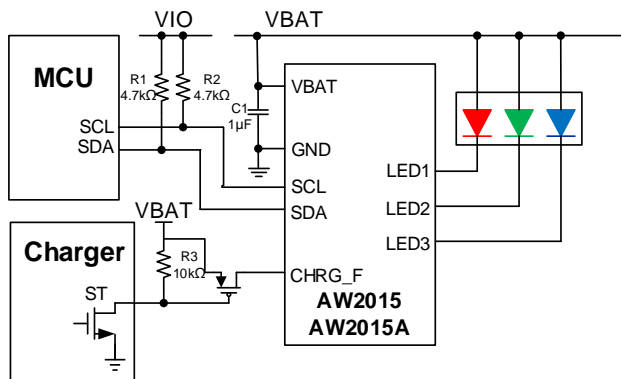 VIO
VBAT
MCU
R1
4.7kΩ
R2
4.7kΩ
SCL
SDA
C1
1µF
VBAT
GND
SCL
SDA
CHRG_F
AW2015
AW2015A
LED1
LED2
LED3
VBAT
Charger
R3
10kΩ
ST